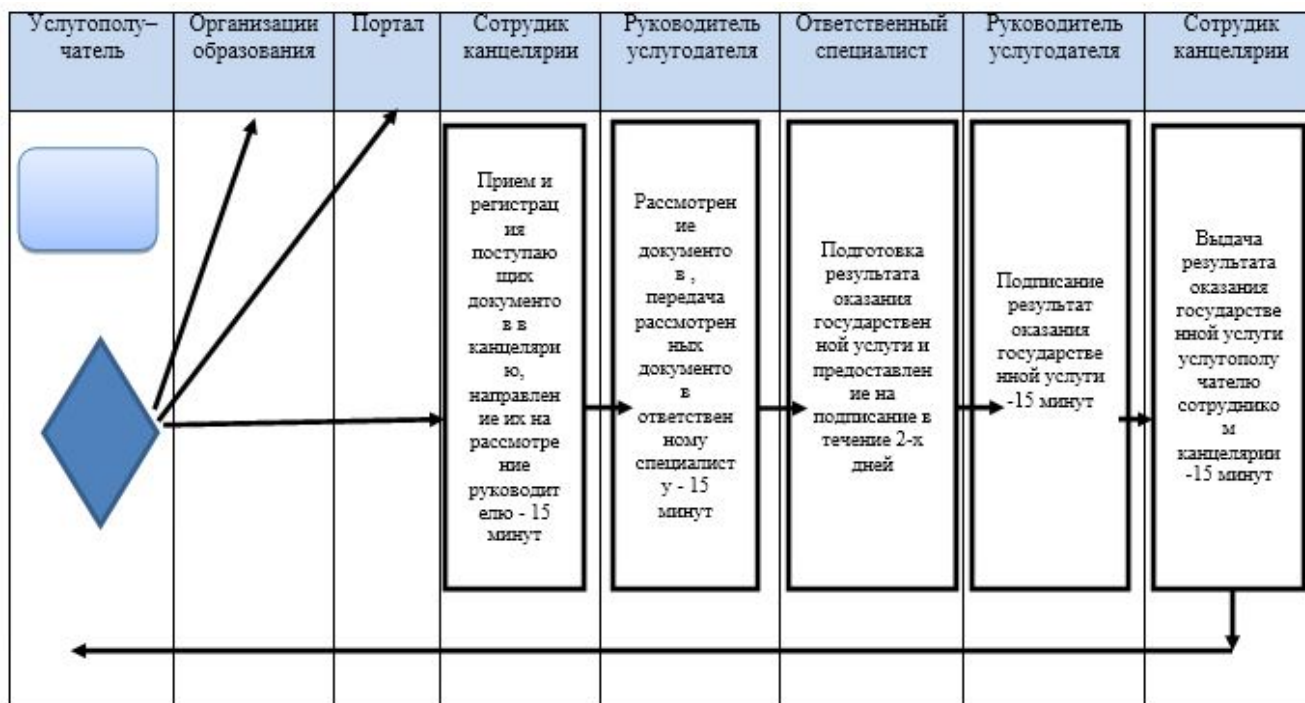 Услугополу–
чатель
Организации
образования
Портал
Сотрудик
канцелярии
Руководитель
услугодателя
Ответственный
специалист
Руководитель
услугодателя
Сотрудик
канцелярии
Прием и
регистрац
ия
поступаю
щих
документо
в в
канцеляри
ю,
направлен
ие их на
рассмотре
ние
руководит
елю - 15
минут
Рассмотрен
ие
документо
в ,
передача
рассмотрен
ных
документо
в
ответствен
ному
специалист
у - 15
минут
Подготовка
результата
оказания
государствен
ной услуги и
предоставлен
ие на
подписание в
течение 2-х
дней
Подписание
результат
оказания
государстве
нной услуги
-15 минут
Выдача
результата
оказания
государстве
нной услуги
услугополу
чателю
сотруднико
м
канцелярии
-15 минут